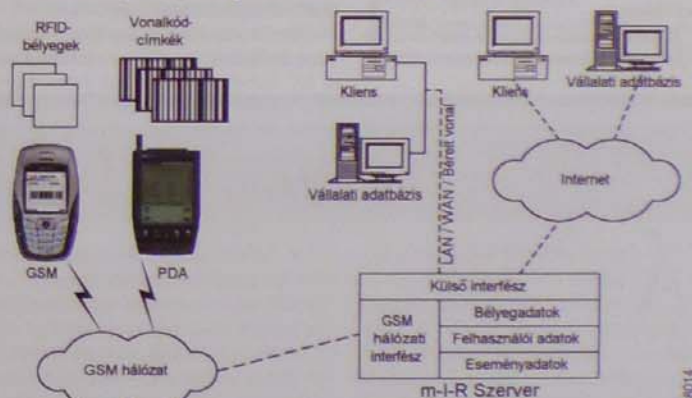 RFID-
bélyegek
Vonalkód-
címkék
Kliens
Kliens
Vállalati adatbázis
Vállalati adatbázis
LAN / WAN / Bérelt vonal
Internet
GSM
PDA
GSM hálózat
Külső interfész
GSM
hálózati
interfész
Bélyegadatok
Felhasználói adatok
Eseményadatok
m-I-R Szerver
8014